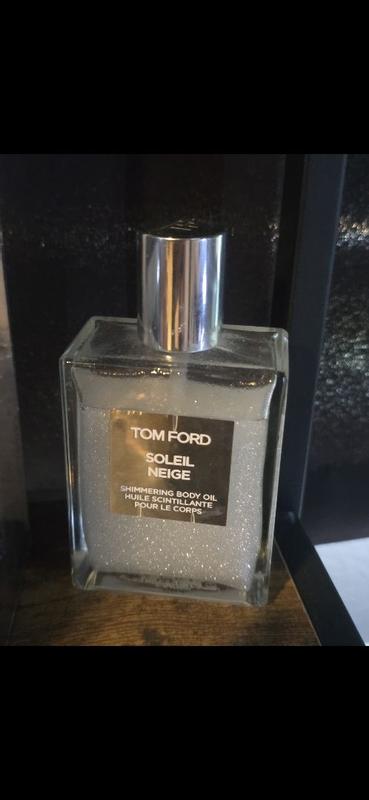 TOM FORD
SOLEIL
NEIGE
SHIMMERING BODY OIL
HUILE SCINTILLANTE
POUR LE CORPS